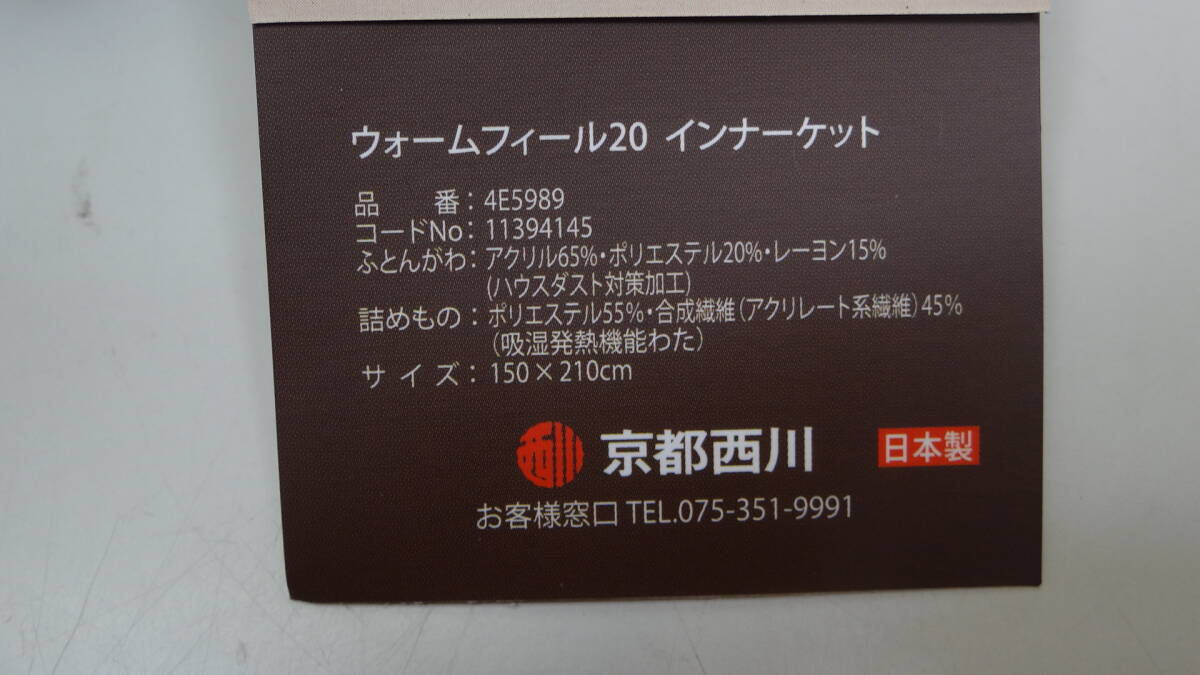 ウォームフィール20 インナーケット
品　　番：4E5989
コードNo：11394145
ふとんがわ：アクリル65%・ポリエステル20%・レーヨン15%
(ハウスダスト対策加工)
詰めもの：ポリエステル55%・合成繊維（アクリレート系繊維）45%
（吸湿発熱機能わた）
サ イ ズ：150×210cm
西川 京都西川 日本製
お客様窓口 TEL.075-351-9991